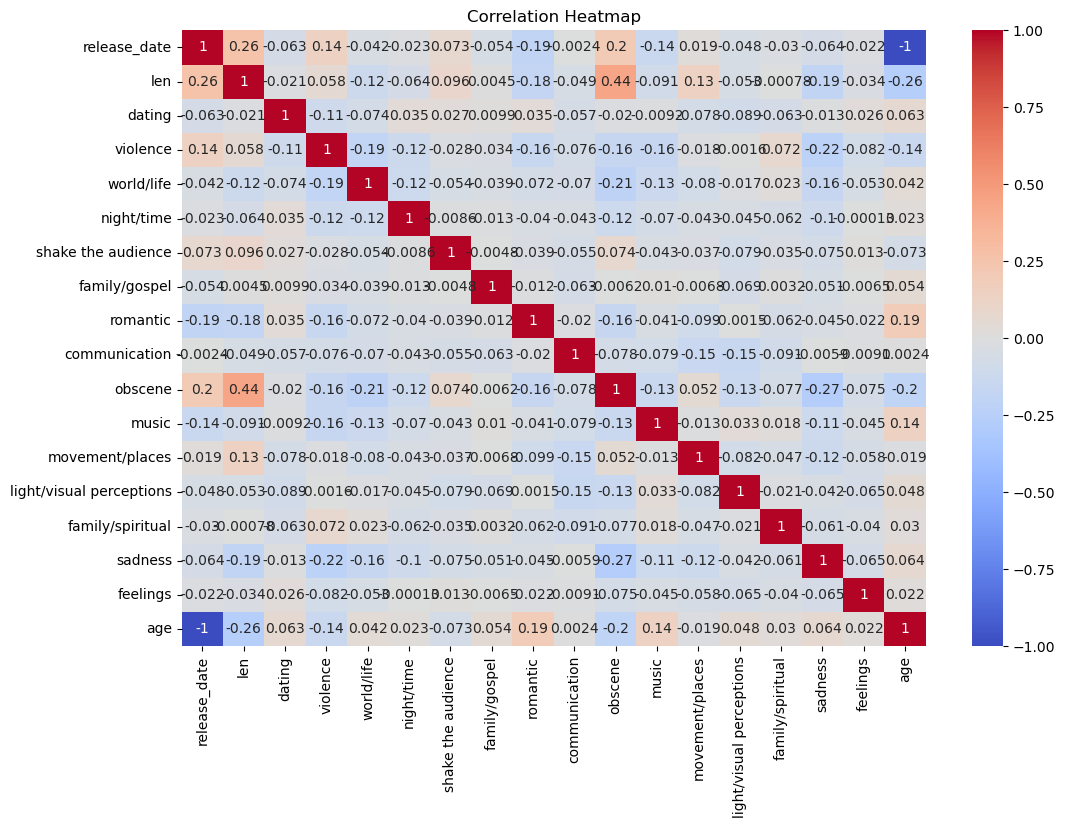 Correlation Heatmap
release_date 1 0.26 -0.063 0.14 -0.042 -0.023 0.073 -0.054 -0.19 -0.0024 0.2 -0.14 0.019 -0.048 -0.03 -0.064 -0.022 -1
len 0.26 1 -0.021 0.058 -0.12 -0.064 0.096 0.0045 -0.18 -0.049 0.44 -0.091 0.13 -0.053 -0.00078 -0.19 -0.034 -0.26
dating -0.063 -0.021 1 -0.11 -0.074 0.035 0.027 0.0099 0.035 -0.057 -0.02 -0.0092 -0.078 -0.089 -0.063 -0.013 0.026 0.063
violence 0.14 0.058 -0.11 1 -0.19 -0.12 -0.028 -0.034 -0.16 -0.076 -0.16 -0.16 -0.018 -0.0016 0.072 -0.22 -0.082 -0.14
world/life -0.042 -0.12 -0.074 -0.19 1 -0.12 -0.054 -0.039 -0.072 -0.07 -0.21 -0.13 -0.08 -0.017 0.023 -0.16 -0.053 0.042
night/time -0.023 -0.064 0.035 -0.12 -0.12 1 -0.0086 -0.013 -0.04 -0.043 -0.12 -0.07 -0.043 -0.045 -0.062 -0.1 -0.00013 0.023
shake the audience 0.073 0.096 0.027 -0.028 -0.054 -0.0086 1 -0.0048 -0.039 -0.055 0.074 -0.043 -0.037 -0.079 -0.035 -0.075 0.013 -0.073
family/gospel -0.054 0.0045 0.0099 -0.034 -0.039 -0.013 -0.0048 1 -0.012 -0.063 -0.0062 0.01 -0.0068 -0.069 0.0032 -0.051 -0.0065 0.054
romantic -0.19 -0.18 0.035 -0.16 -0.072 -0.04 -0.039 -0.012 1 -0.02 -0.16 -0.041 -0.099 0.0015 -0.062 -0.045 -0.022 0.19
communication -0.0024 -0.049 -0.057 -0.076 -0.07 -0.043 -0.055 -0.063 -0.02 1 -0.078 -0.079 -0.15 -0.15 -0.091 -0.0059 -0.0091 0.0024
obscene 0.2 0.44 -0.02 -0.16 -0.21 -0.12 0.074 -0.0062 -0.16 -0.078 1 -0.13 0.052 -0.13 -0.077 -0.27 -0.075 -0.2
music -0.14 -0.091 -0.0092 -0.16 -0.13 -0.07 -0.043 0.01 -0.041 -0.079 -0.13 1 -0.013 0.033 0.018 -0.11 -0.045 0.14
movement/places 0.019 0.13 -0.078 -0.018 -0.08 -0.043 -0.037 -0.0068 -0.099 -0.15 0.052 -0.013 1 -0.082 -0.047 -0.12 -0.058 -0.019
light/visual perceptions -0.048 -0.053 -0.089 -0.0016 -0.017 -0.045 -0.079 -0.069 0.0015 -0.15 -0.13 0.033 -0.082 1 -0.021 -0.042 -0.065 0.048
family/spiritual -0.03 -0.00078 -0.063 0.072 0.023 -0.062 -0.035 0.0032 -0.062 -0.091 -0.077 0.018 -0.047 -0.021 1 -0.061 -0.04 0.03
sadness -0.064 -0.19 -0.013 -0.22 -0.16 -0.1 -0.075 -0.051 -0.045 -0.0059 -0.27 -0.11 -0.12 -0.042 -0.061 1 -0.065 0.064
feelings -0.022 -0.034 0.026 -0.082 -0.053 -0.00013 0.013 -0.0065 -0.022 -0.0091 -0.075 -0.045 -0.058 -0.065 -0.04 -0.065 1 0.022
age -1 -0.26 0.063 -0.14 0.042 0.023 -0.073 0.054 0.19 0.0024 -0.2 0.14 -0.019 0.048 0.03 0.064 0.022 1
release_date
len
dating
violence
world/life
night/time
shake the audience
family/gospel
romantic
communication
obscene
music
movement/places
light/visual perceptions
family/spiritual
sadness
feelings
age
1.00
0.75
0.50
0.25
0.00
−0.25
−0.50
−0.75
−1.00